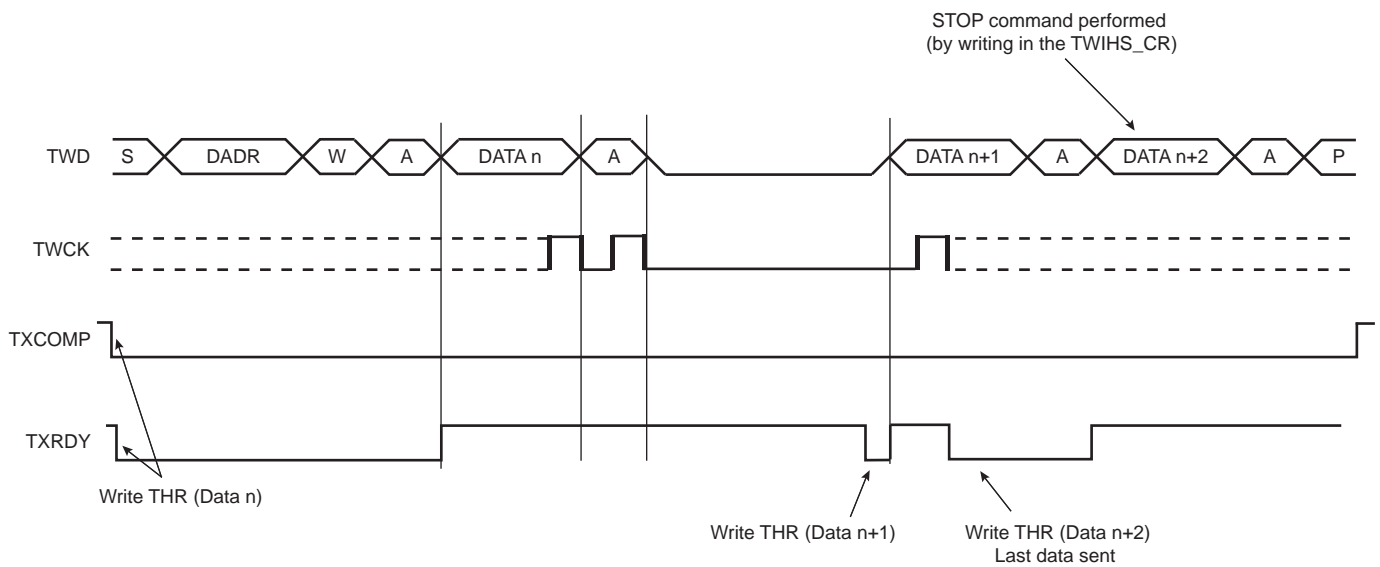 STOP command performed
(by writing in the TWIHS_CR)
TWD S DADR W A DATA n A DATA n+1 A DATA n+2 A P
TWCK
TXCOMP
TXRDY
Write THR (Data n)
Write THR (Data n+1) Write THR (Data n+2)
Last data sent